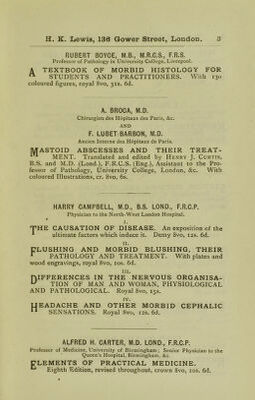 H. K. Lewis, 136 Gower Street, London. 3
RUBERT BOYCE, M.B., M.R.C.S., F.R.S.
Professor of Pathology in University College, Liverpool.
A TEXTBOOK OF MORBID HISTOLOGY FOR
STUDENTS AND PRACTITIONERS. With 130
coloured figures, royal 8vo, 31s. 6d.
A. BROCA, M.D.
Chirurgien des Hôpitaux de Paris, &c.
AND
F. LUBET-BARBON, M.D.
Ancien Interne des Hôpitaux de Paris.
MASTOID ABSCESSES AND THEIR TREAT-
MENT. Translated and edited by HENRY J. CURTIS,
B.S. and M.D. (Lond.), F.R.C.S. (Eng.), Assistant to the Pro-
fessor of Pathology, University College, London, &c. With
coloured Illustrations, cr. 8vo, 6s.
HARRY CAMPBELL, M.D., B.S. LOND., F.R.C.P.
Physician to the North-West London Hospital.
I.
THE CAUSATION OF DISEASE. An exposition of the
ultimate factors which induce it. Demy 8vo, 12s. 6d.
II.
FLUSHING AND MORBID BLUSHING, THEIR
PATHOLOGY AND TREATMENT. With plates and
wood engravings, royal 8vo, 10s. 6d.
III.
DIFFERENCES IN THE NERVOUS ORGANISA-
TION OF MAN AND WOMAN, PHYSIOLOGICAL
AND PATHOLOGICAL. Royal 8vo, 15s.
IV.
HEADACHE AND OTHER MORBID CEPHALIC
SENSATIONS. Royal 8vo, 12s. 6d.
ALFRED H. CARTER, M.D. LOND., F.R.C.P.
Professor of Medicine, University of Birmingham; Senior Physician to the
Queen's Hospital, Birmingham, &c.
ELEMENTS OF PRACTICAL MEDICINE.
Eighth Edition, revised throughout, crown 8vo, 10s. 6d.